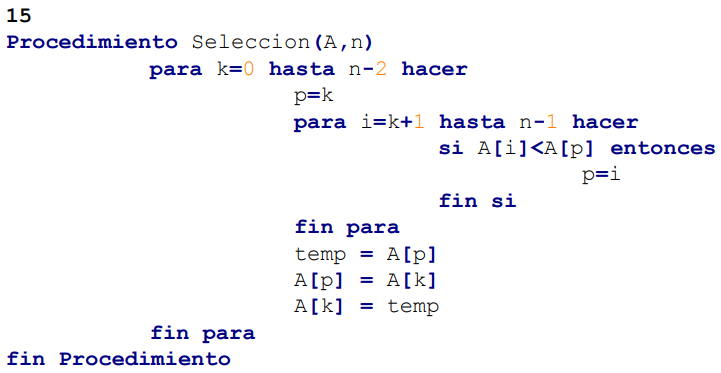 15
Procedimiento Seleccion(A,n)
para k=0 hasta n-2 hacer
p=k
para i=k+1 hasta n-1 hacer
si A[i]<A[p] entonces
p=i
fin si
fin para
temp = A[p]
A[p] = A[k]
A[k] = temp
fin para
fin Procedimiento